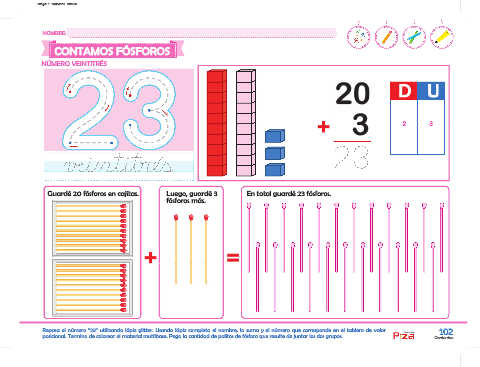 NOMBRE:
CONTAMOS FÓSFOROS
NÚMERO VEINTITRÉS
23
veintitrés
20
+ 3
23
D U
2 3
Guardé 20 fósforos en cajitas.
+
Luego, guardé 3
fósforos más.
=
En total guardé 23 fósforos.
Repasa el número "23" utilizando lápiz glitter. Usando lápiz completa el nombre, la suma y el número que corresponde en el tablero de valor
posicional. Termina de colorear el material multibase. Pega la cantidad de palitos de fósforo que resulte de juntar los dos grupos.
Pizá
102